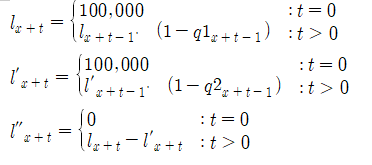 l_{x+t} = { 100,000 : t = 0
l_{x+t-1}· (1 - q1_{x+t-1}) : t > 0
l'_{x+t} = { 100,000 : t = 0
l'_{x+t-1}· (1 - q2_{x+t-1}) : t > 0
l''_{x+t} = { 0 : t = 0
l_{x+t} - l'_{x+t} : t > 0